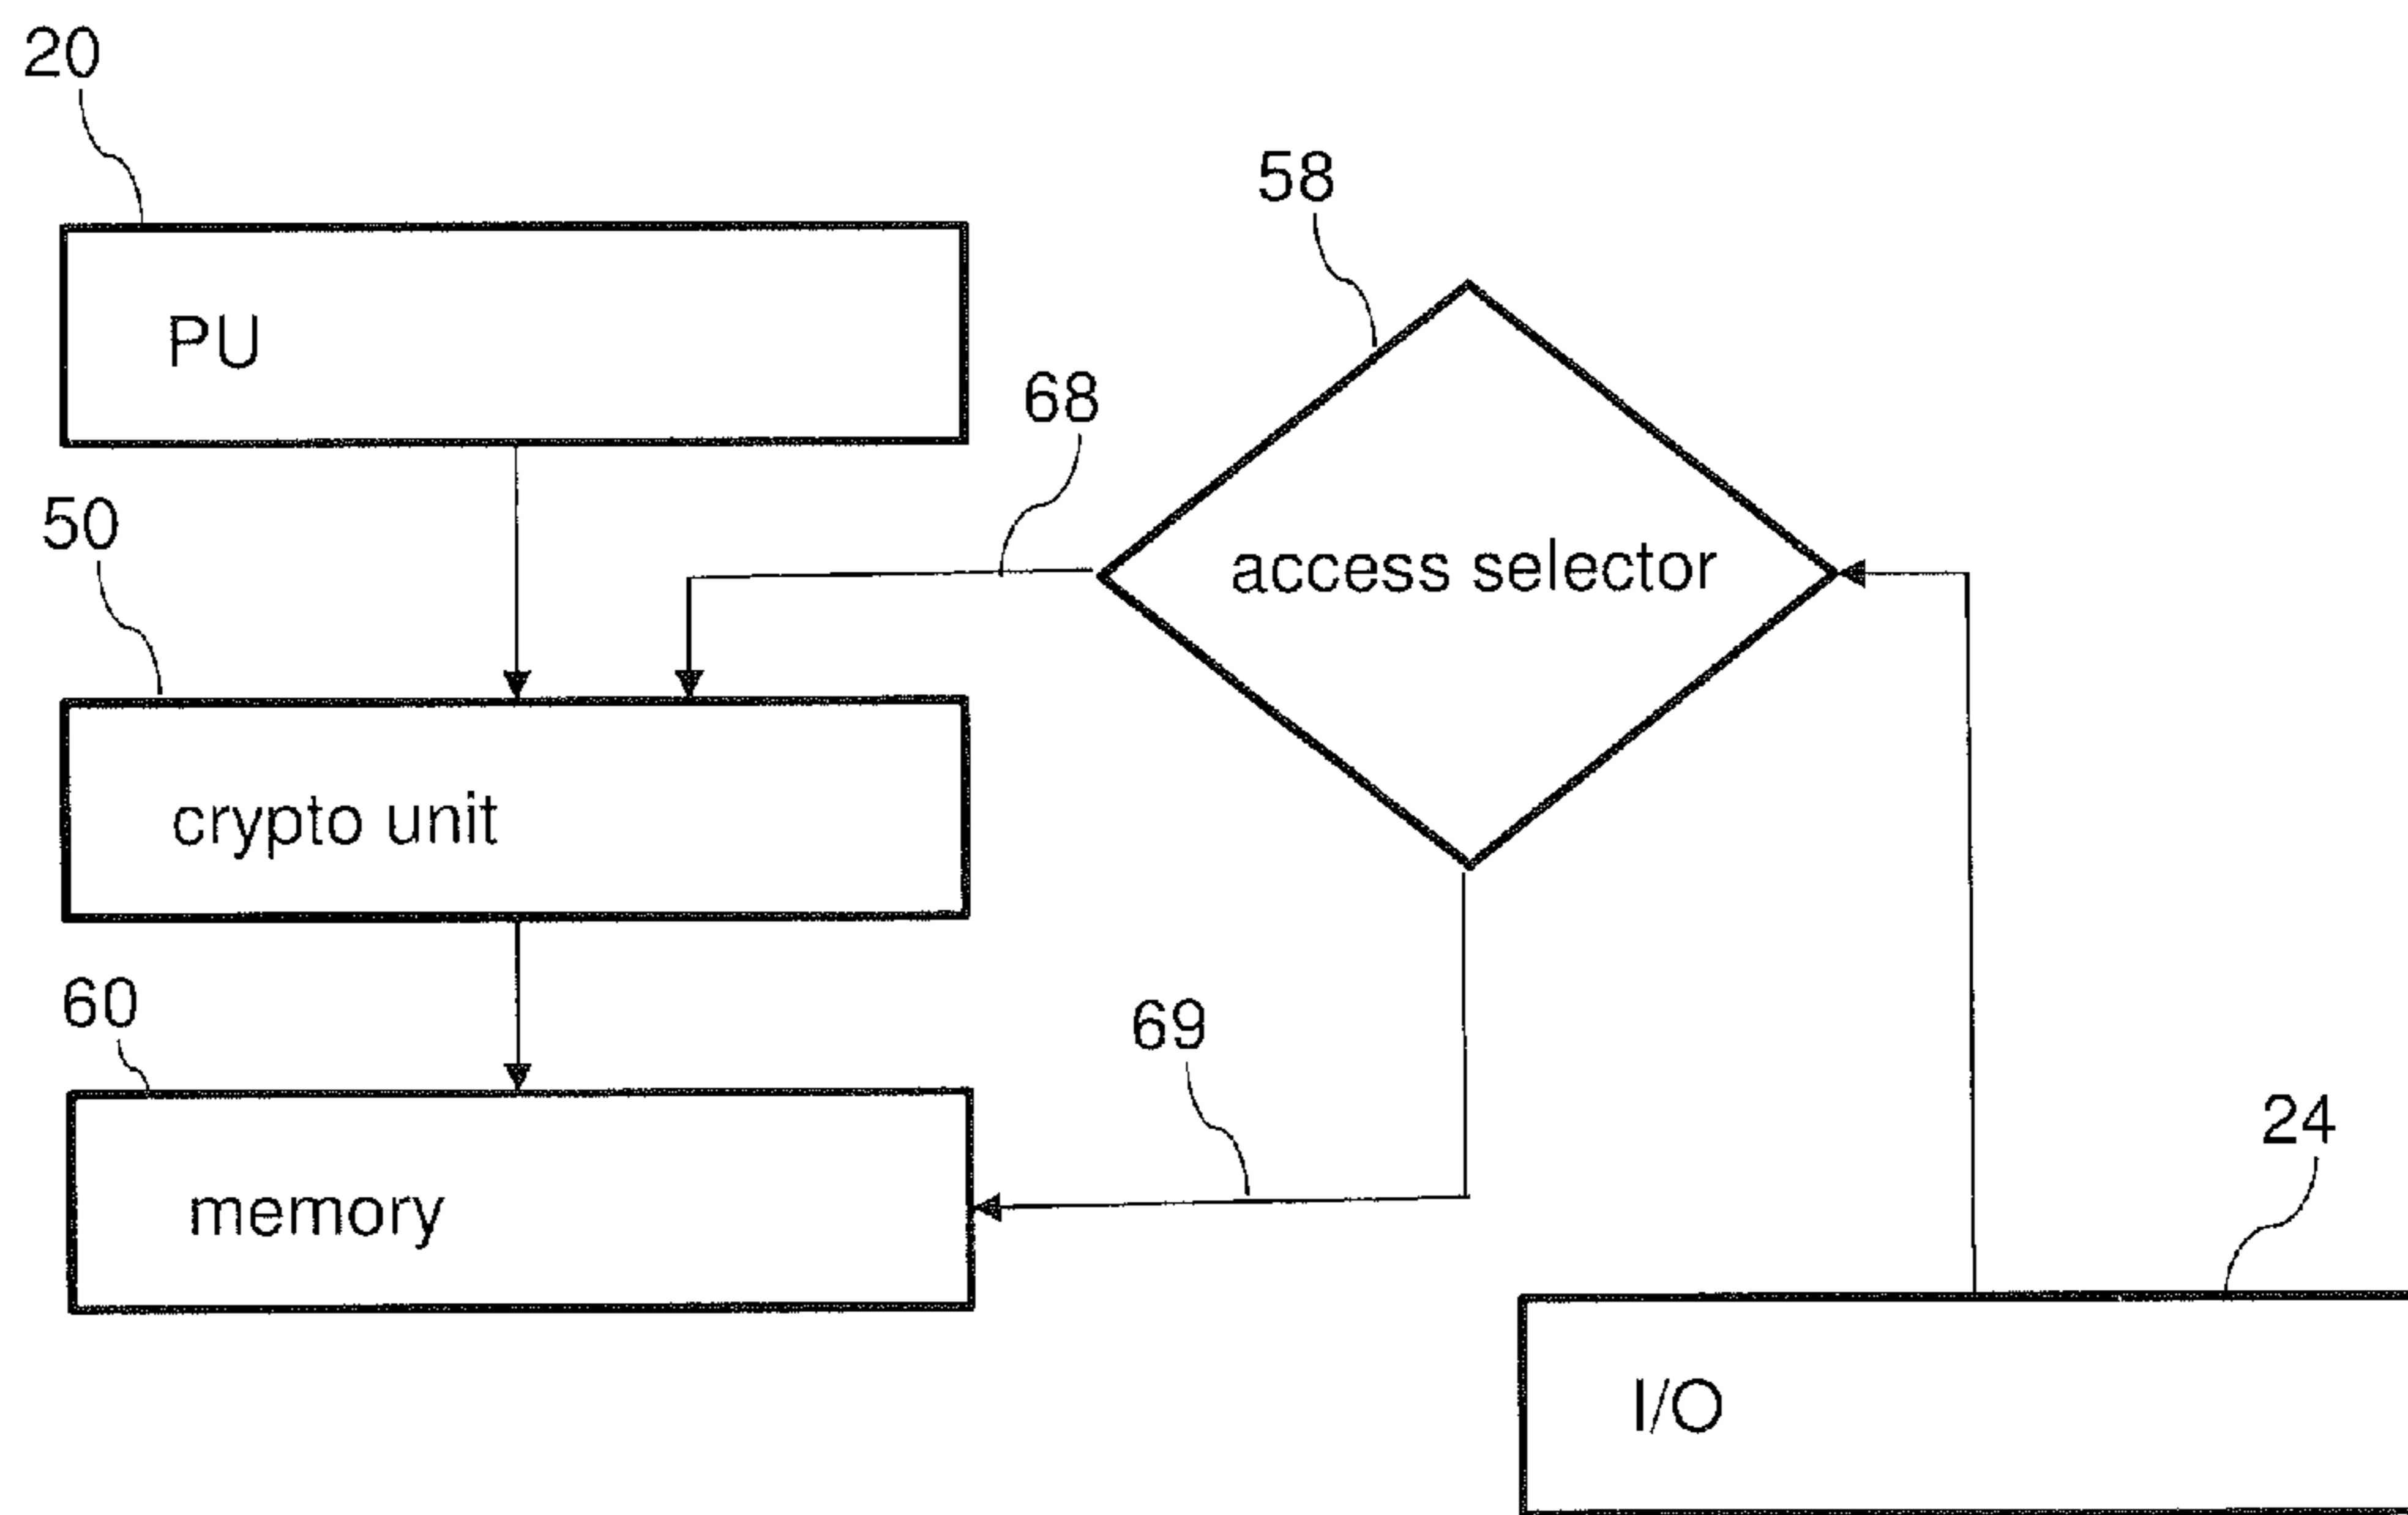 20
58
PU
68
50
access selector
crypto unit
60
69
24
memory
I/O